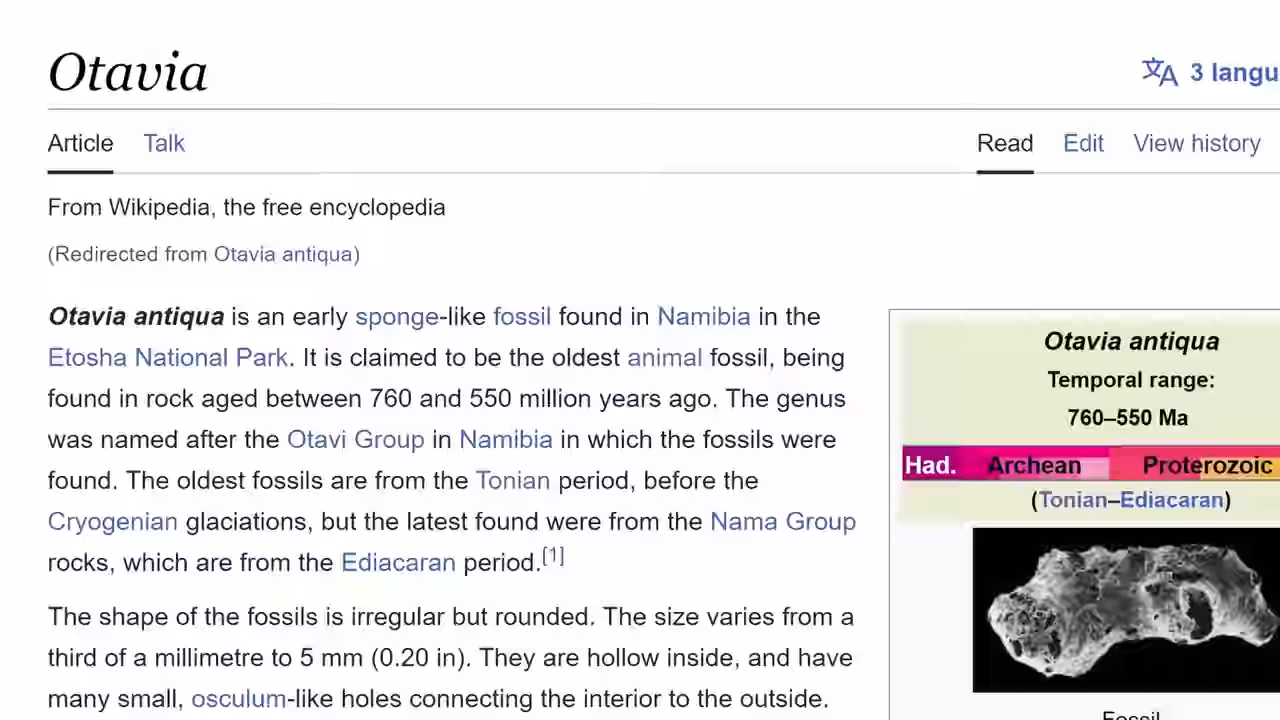 Otavia
3 langu
Article Talk
Read Edit View history
From Wikipedia, the free encyclopedia
(Redirected from Otavia antiqua)
Otavia antiqua is an early sponge-like fossil found in Namibia in the
Etosha National Park. It is claimed to be the oldest animal fossil, being
found in rock aged between 760 and 550 million years ago. The genus
was named after the Otavi Group in Namibia in which the fossils were
found. The oldest fossils are from the Tonian period, before the
Cryogenian glaciations, but the latest found were from the Nama Group
rocks, which are from the Ediacaran period.[1]
The shape of the fossils is irregular but rounded. The size varies from a
third of a millimetre to 5 mm (0.20 in). They are hollow inside, and have
many small, osculum-like holes connecting the interior to the outside.
Otavia antiqua
Temporal range:
760–550 Ma
Had. Archean Proterozoic
(Tonian–Ediacaran)
Fossil